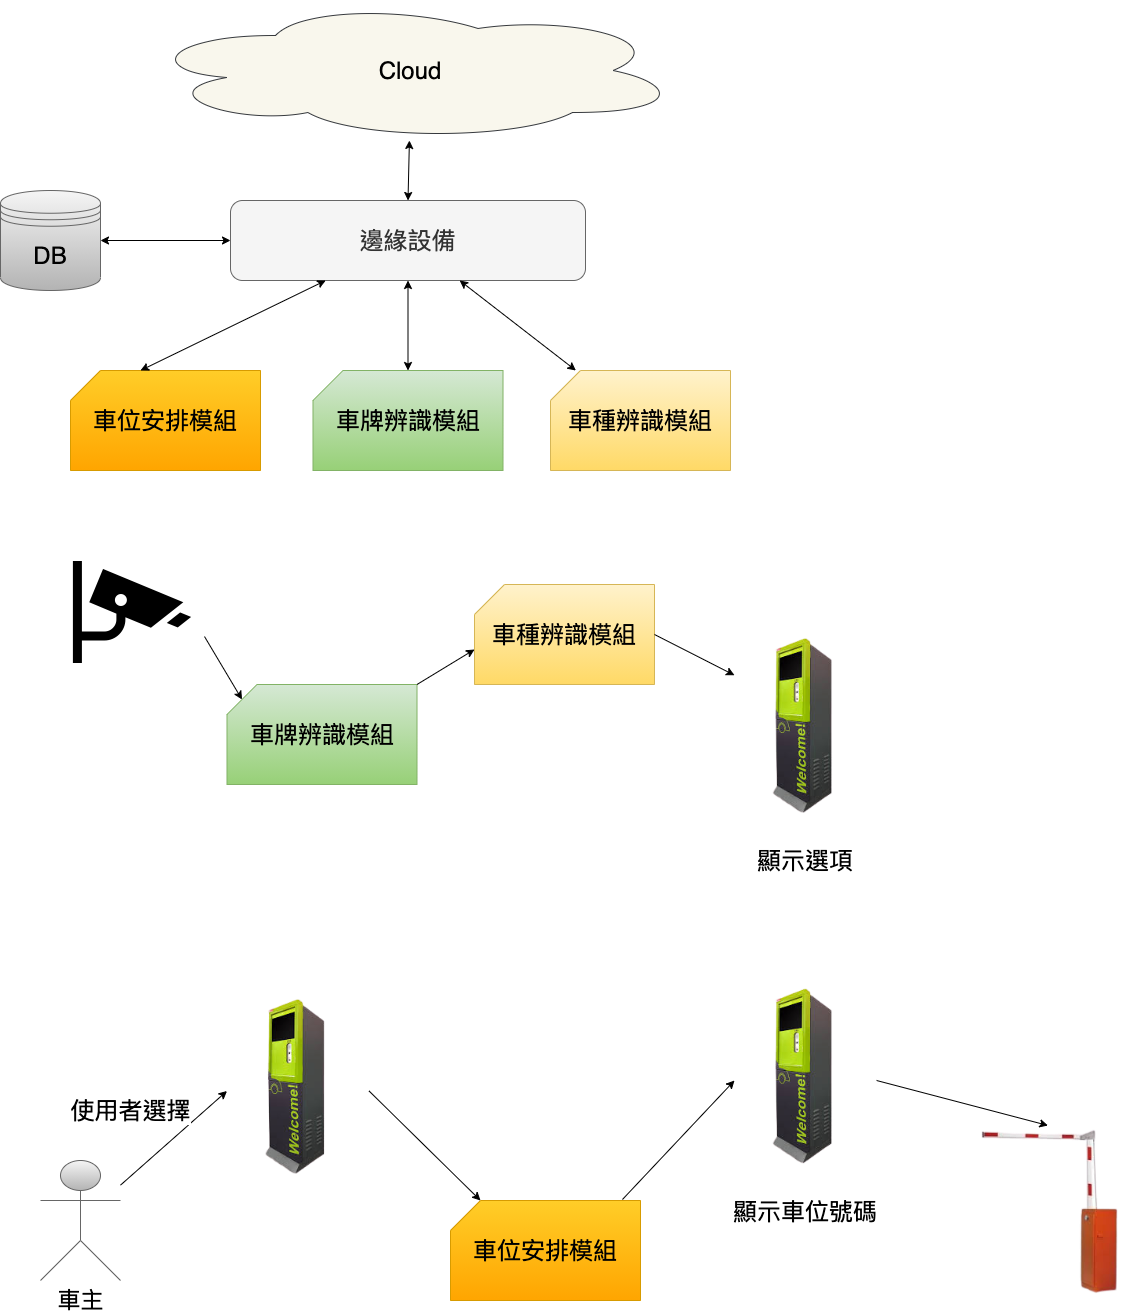 Cloud
DB
邊緣設備
車位安排模組
車牌辨識模組
車種辨識模組
車種辨識模組
車牌辨識模組
Welcome!
顯示選項
Welcome!
Welcome!
使用者選擇
顯示車位號碼
車位安排模組
車主